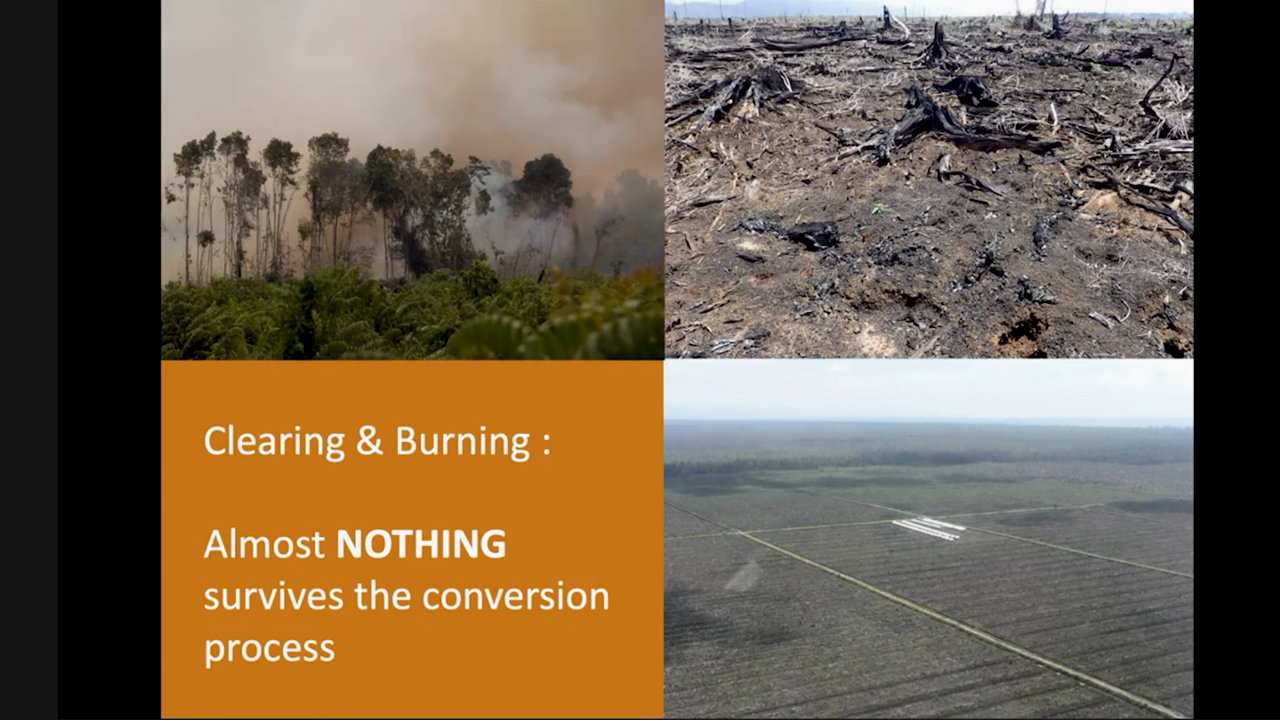 Clearing & Burning :
Almost NOTHING
survives the conversion
process